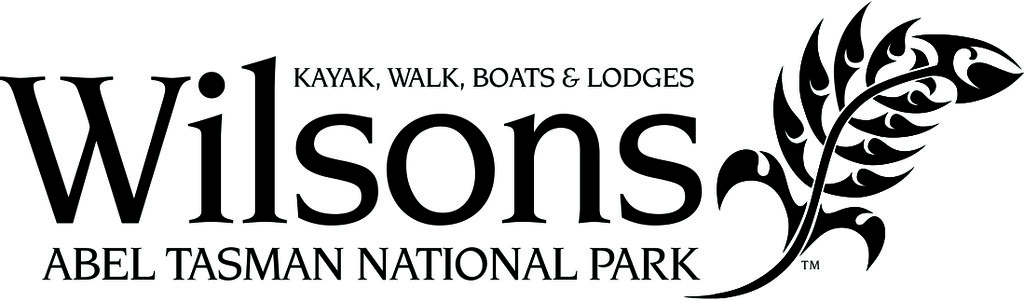 KAYAK, WALK, BOATS & LODGES
Wilsons
ABEL TASMAN NATIONAL PARK
TM